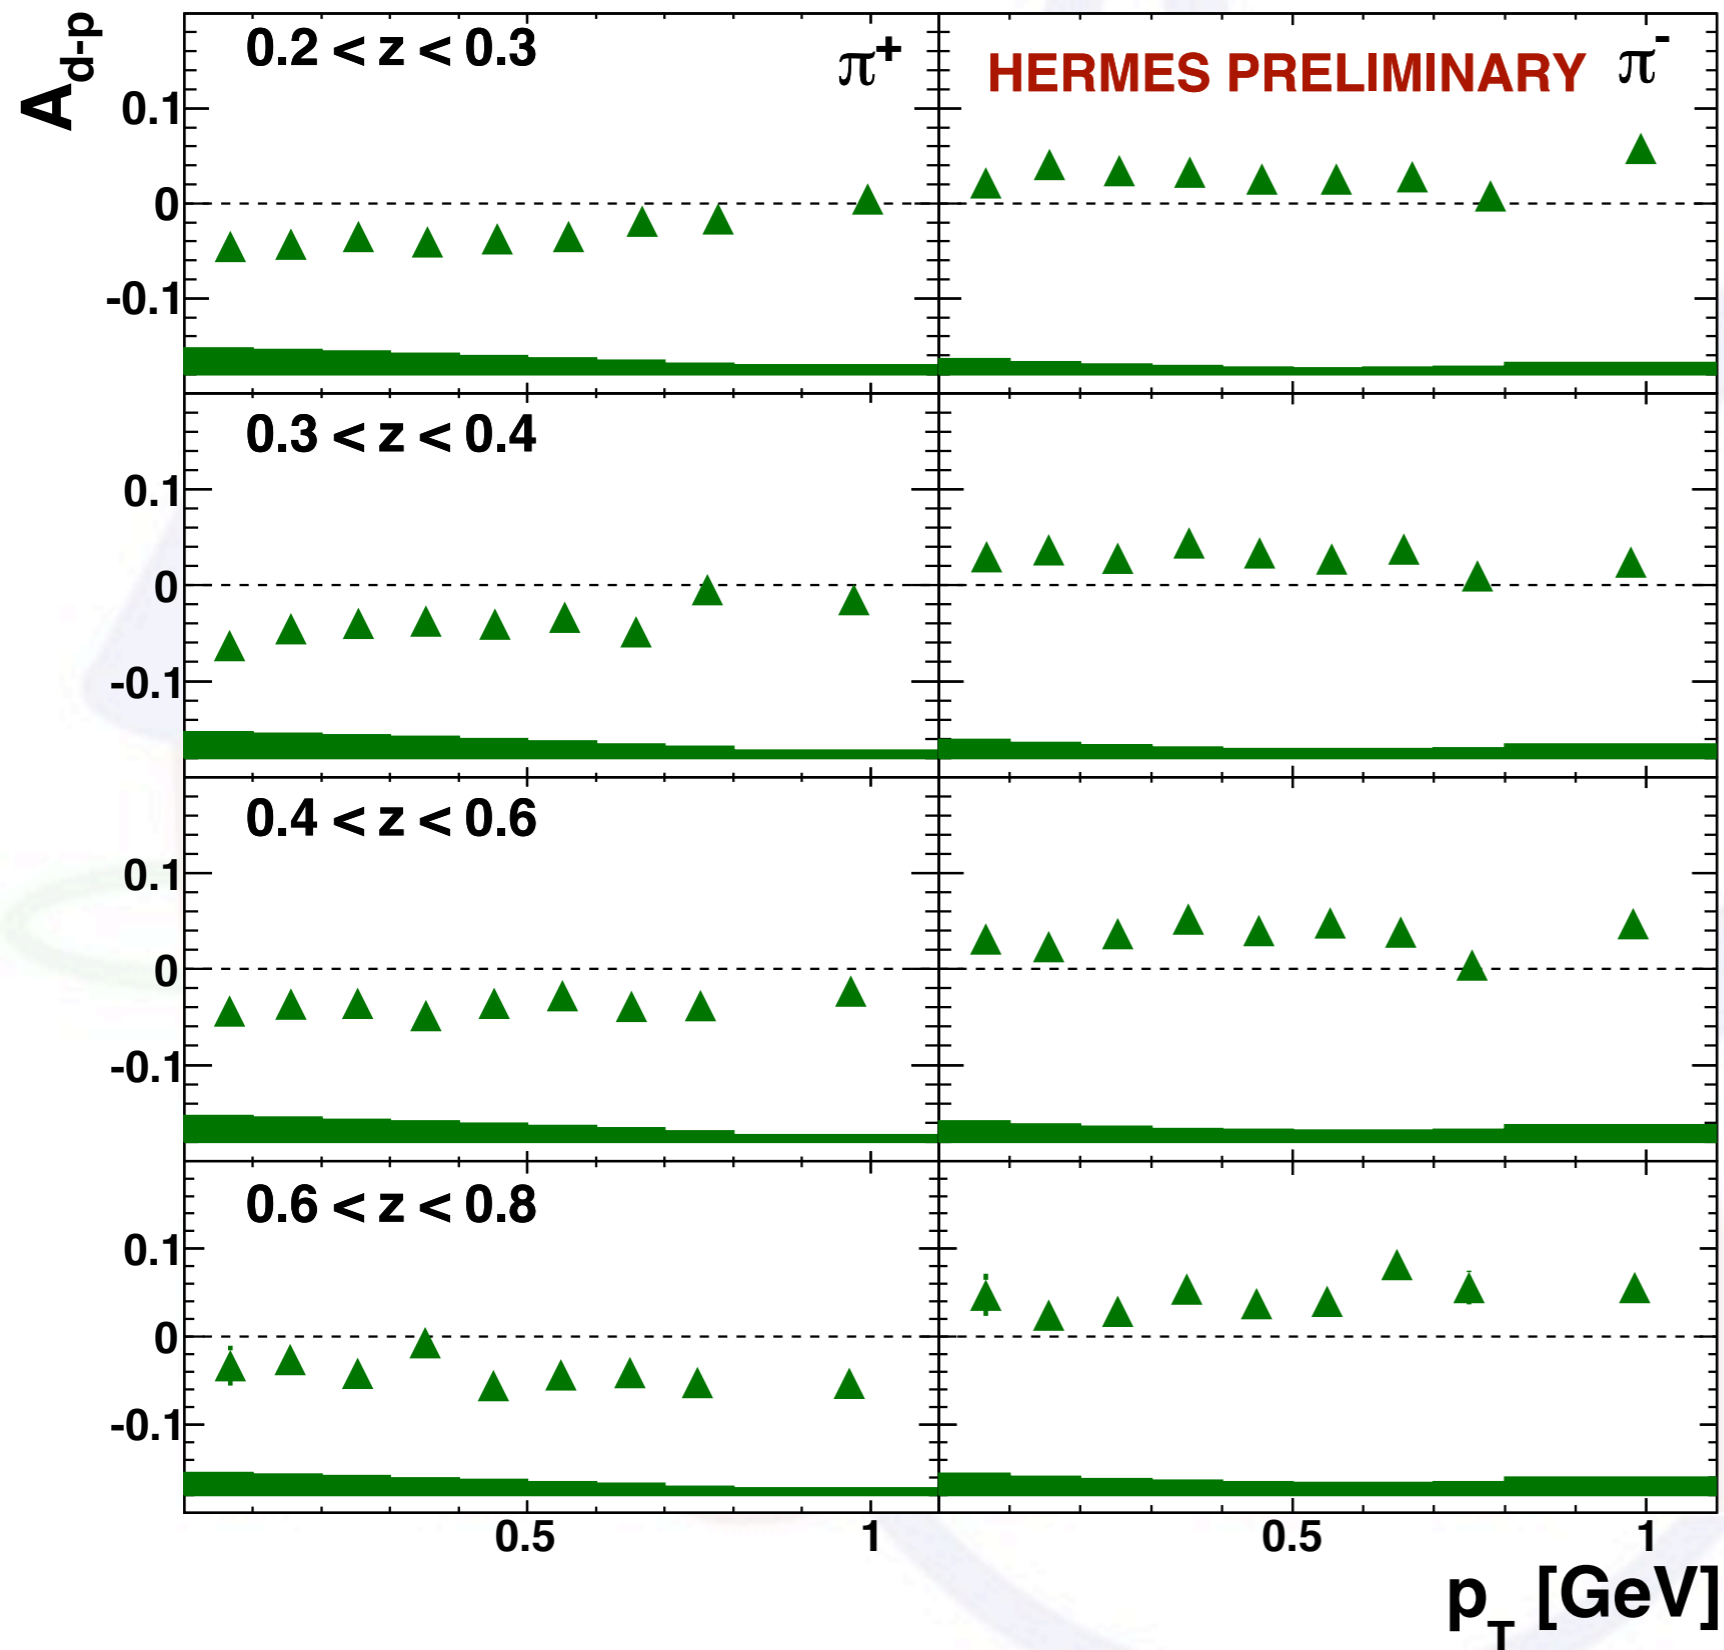 A_{d-p}
0.2 < z < 0.3
π⁺
HERMES PRELIMINARY π⁻
0.1
0
-0.1
0.3 < z < 0.4
0.1
0
-0.1
0.4 < z < 0.6
0.1
0
-0.1
0.6 < z < 0.8
0.1
0
-0.1
0.5 1 0.5 1
p_T [GeV]